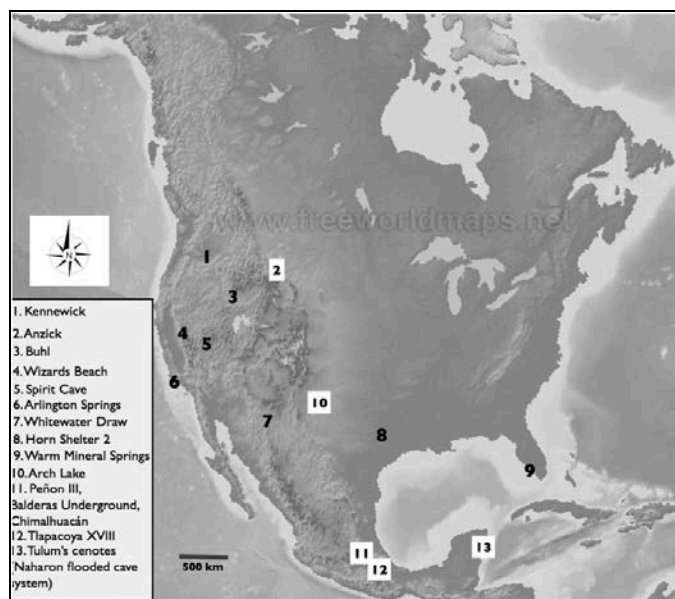 www.freeworldmaps.net
N
1
2
3
4
5
6
7
8
9
10
11
12
13
1. Kennewick
2. Anzick
3. Buhl
4. Wizards Beach
5. Spirit Cave
6. Arlington Springs
7. Whitewater Draw
8. Horn Shelter 2
9. Warm Mineral Springs
10. Arch Lake
11. Peñon III,
Balderas Underground,
Chimalhuacán
12. Tlapacoya XVIII
13. Tulum's cenotes
(Naharon flooded cave
system)
500 km